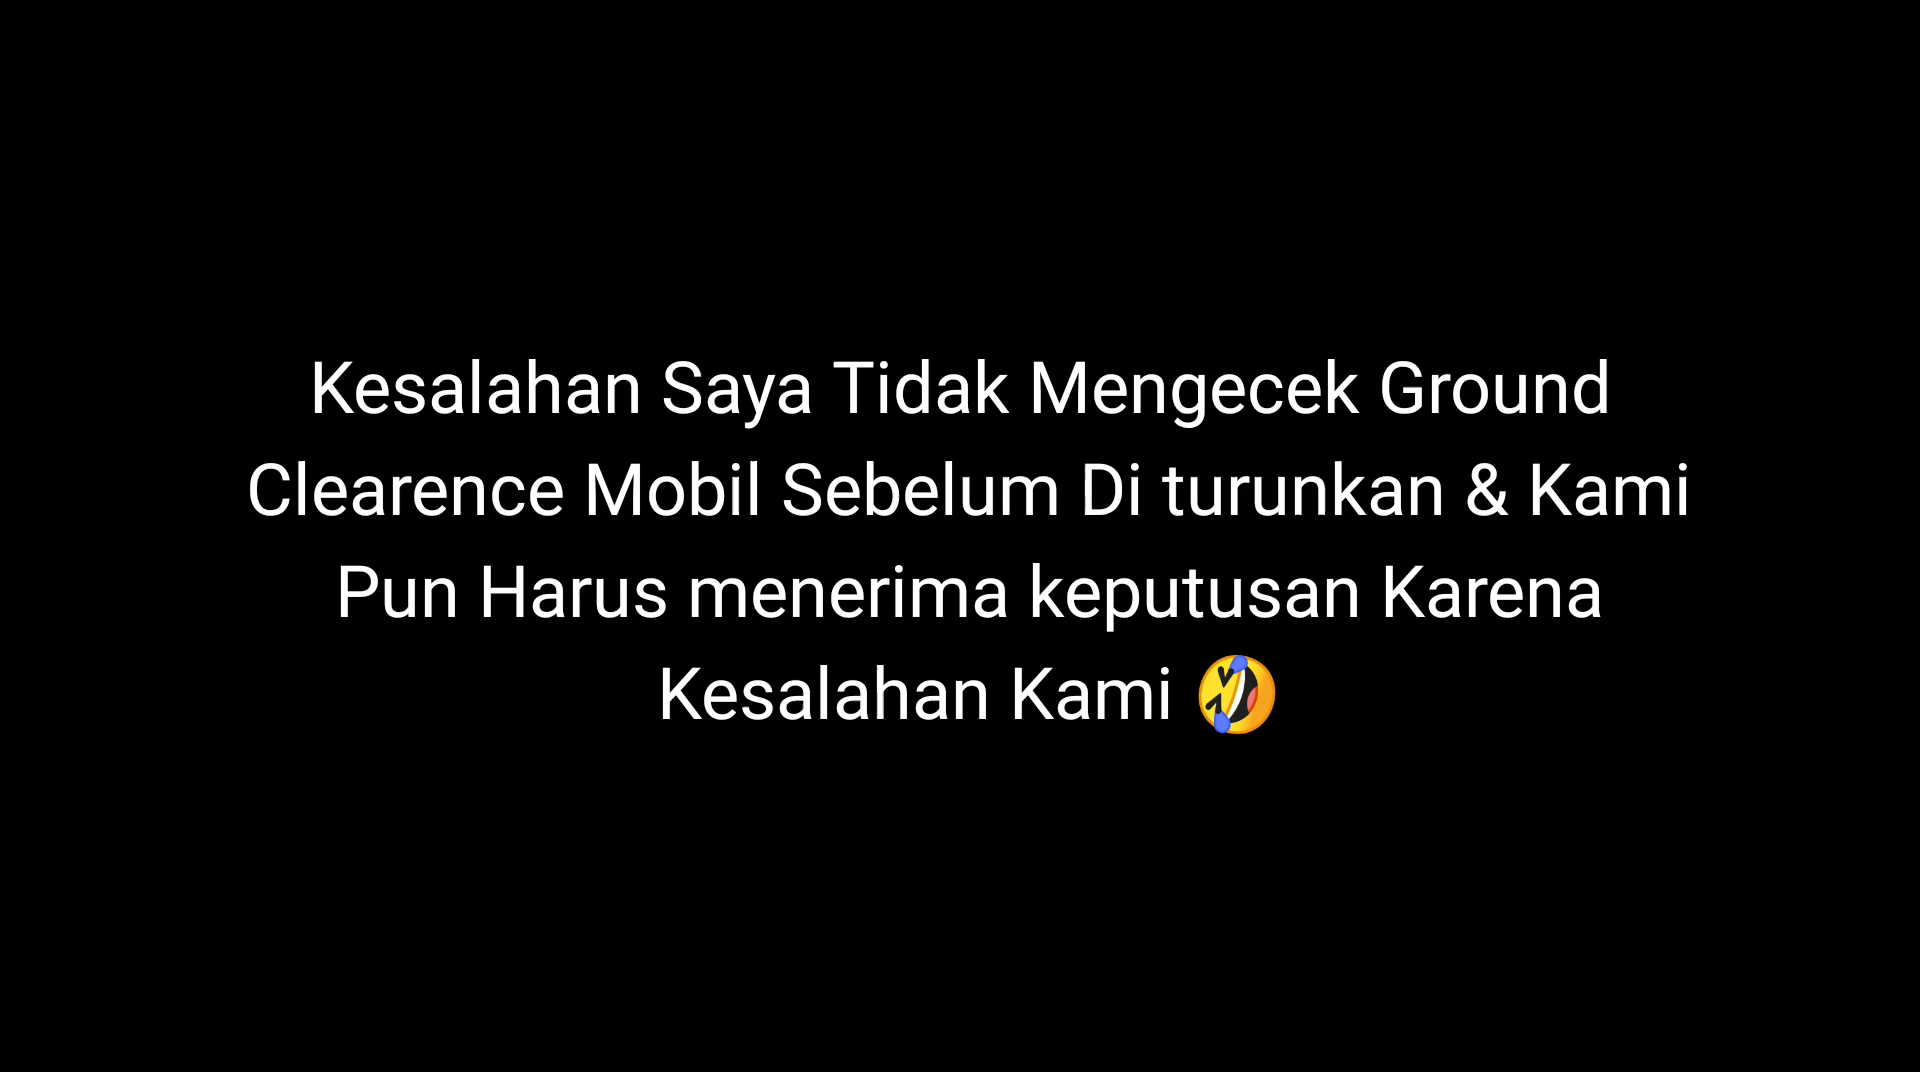 Kesalahan Saya Tidak Mengecek Ground
Clearence Mobil Sebelum Di turunkan & Kami
Pun Harus menerima keputusan Karena
Kesalahan Kami 🤣